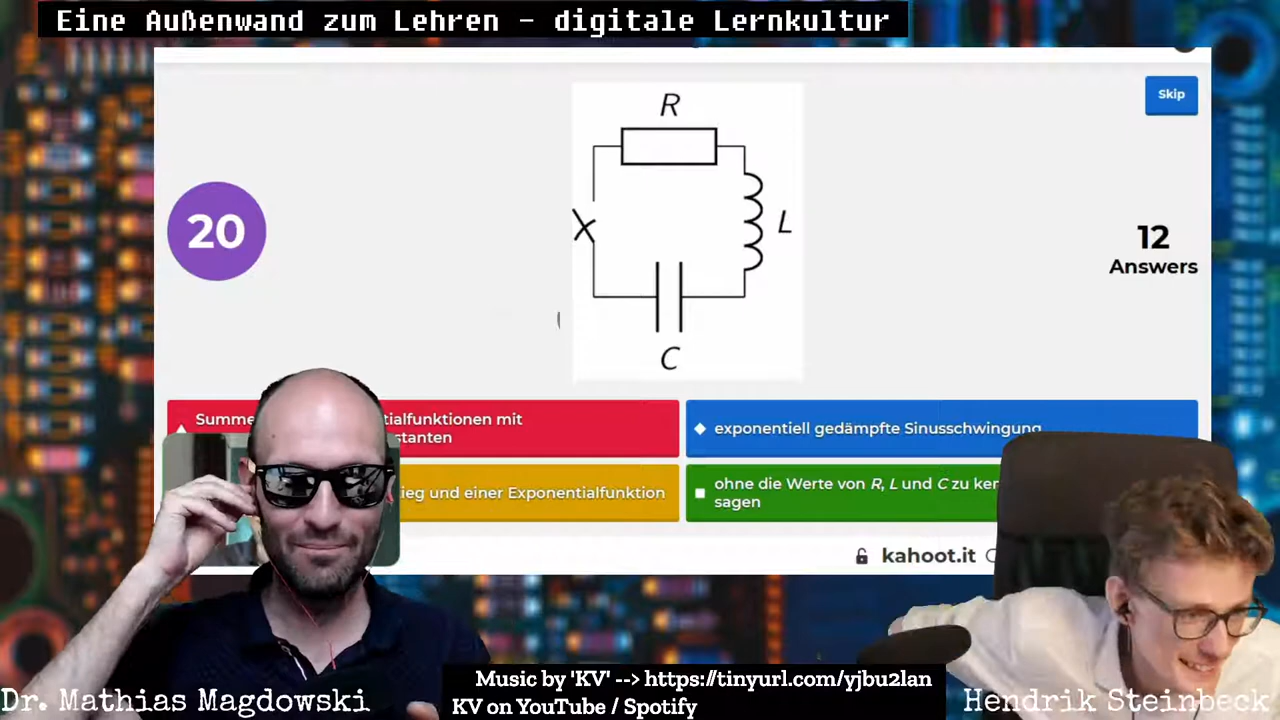 Eine Außenwand zum Lehren - digitale Lernkultur
Skip
R
20
L
12
Answers
C
Summe tialfunktionen mit
stanten
exponentiell gedämpfte Sinusschwingung
ieg und einer Exponentialfunktion
ohne die Werte von R, L und C zu
sagen
kahoot.it
Music by 'KV' --> https://tinyurl.com/yjbu2lan
KV on YouTube / Spotify
Dr. Mathias Magdowski
Hendrik Steinbeck